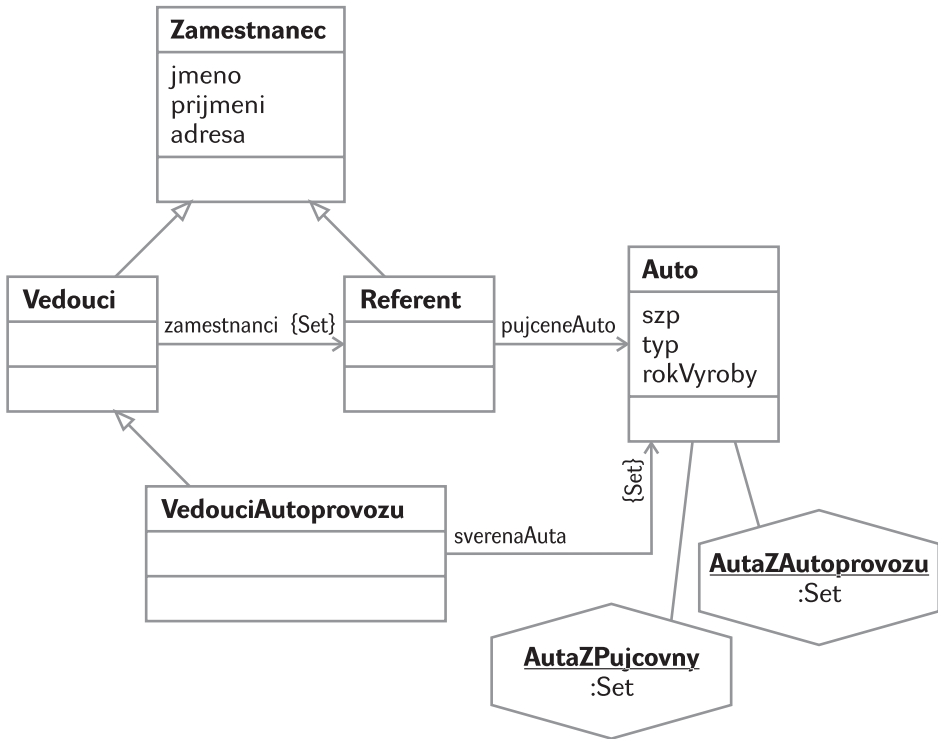 Zamestnanec
jmeno
prijmeni
adresa
Vedouci
zamestnanci {Set}
Referent
pujceneAuto
Auto
szp
typ
rokVyroby
VedouciAutoprovozu
sverenaAuta
{Set}
AutaZAutoprovozu
:Set
AutaZPujcovny
:Set